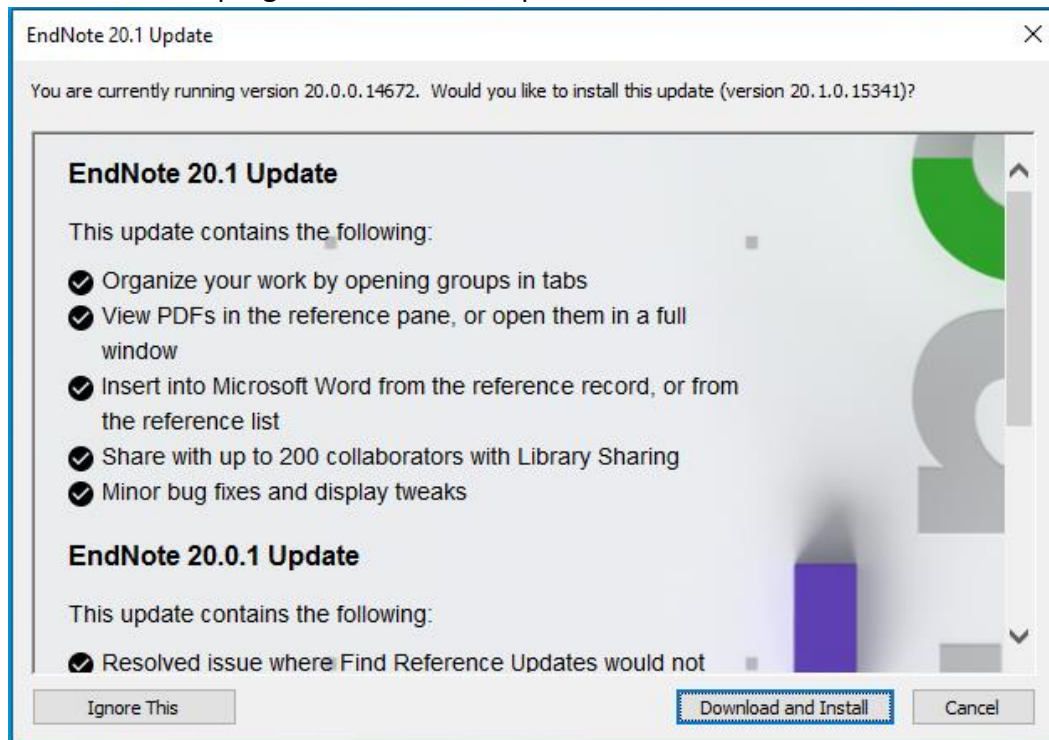 EndNote 20.1 Update
You are currently running version 20.0.0.14672. Would you like to install this update (version 20.1.0.15341)?
EndNote 20.1 Update
This update contains the following:
Organize your work by opening groups in tabs
View PDFs in the reference pane, or open them in a full
window
Insert into Microsoft Word from the reference record, or from
the reference list
Share with up to 200 collaborators with Library Sharing
Minor bug fixes and display tweaks
EndNote 20.0.1 Update
This update contains the following:
Resolved issue where Find Reference Updates would not
Ignore This
Download and Install
Cancel